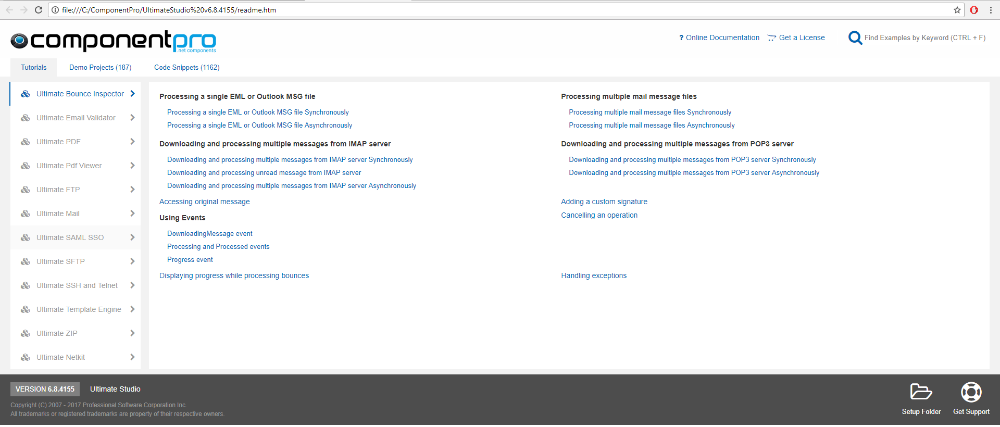 file:///C:/ComponentPro/UltimateStudio%20v6.8.4155/readme.htm
componentpro
.net components
? Online Documentation Get a License Find Examples by Keyword (CTRL + F)
Tutorials Demo Projects (187) Code Snippets (1162)
Ultimate Bounce Inspector
Ultimate Email Validator
Ultimate PDF
Ultimate Pdf Viewer
Ultimate FTP
Ultimate Mail
Ultimate SAML SSO
Ultimate SFTP
Ultimate SSH and Telnet
Ultimate Template Engine
Ultimate ZIP
Ultimate Netkit
Processing a single EML or Outlook MSG file
Processing a single EML or Outlook MSG file Synchronously
Processing a single EML or Outlook MSG file Asynchronously
Downloading and processing multiple messages from IMAP server
Downloading and processing multiple messages from IMAP server Synchronously
Downloading and processing unread message from IMAP server
Downloading and processing multiple messages from IMAP server Asynchronously
Accessing original message
Using Events
DownloadingMessage event
Processing and Processed events
Progress event
Displaying progress while processing bounces
Processing multiple mail message files
Processing multiple mail message files Synchronously
Processing multiple mail message files Asynchronously
Downloading and processing multiple messages from POP3 server
Downloading and processing multiple messages from POP3 server Synchronously
Downloading and processing multiple messages from POP3 server Asynchronously
Adding a custom signature
Cancelling an operation
Handling exceptions
VERSION 6.8.4155 Ultimate Studio
Copyright (C) 2007 - 2017 Professional Software Corporation Inc.
All trademarks or registered trademarks are property of their respective owners.
Setup Folder Get Support